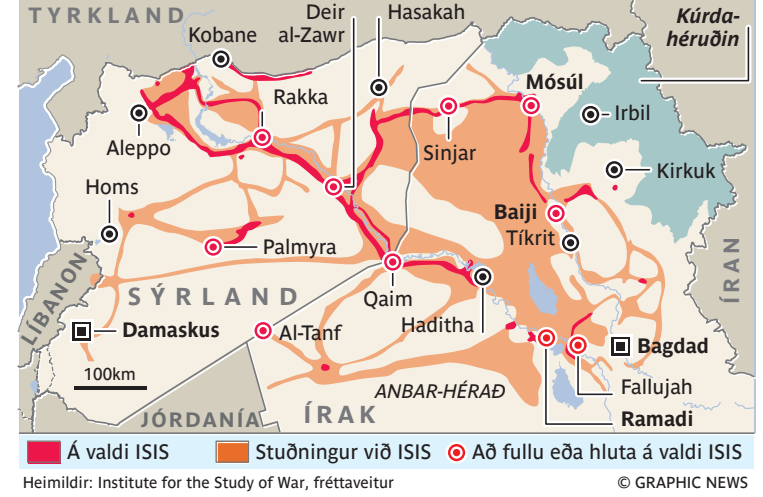 TYRKLAND
Deir
al-Zawr
Hasakah
Kúrda-
héruðin
Kobane
Rakka
Mósúl
Irbil
Aleppo
Sinjar
Kirkuk
Homs
Baiji
Tíkrit
Palmyra
ÍRAN
LÍBANON
SÝRLAND
Qaim
Haditha
Damaskus
Al-Tanf
Bagdad
100km
ANBAR-HÉRAÐ
Fallujah
JÓRDANÍA
ÍRAK
Ramadi
Á valdi ISIS
Stuðningur við ISIS
Að fullu eða hluta á valdi ISIS
Heimildir: Institute for the Study of War, fréttaveitur
© GRAPHIC NEWS